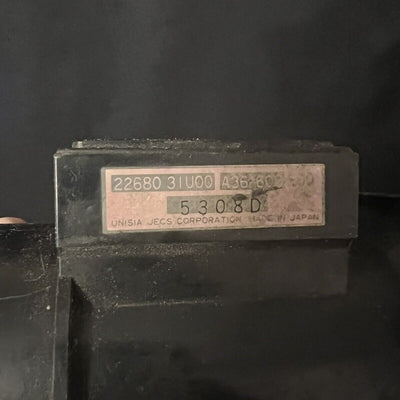 22680 31U00
5308D
UNISIA JECS CORPORATION MADE IN JAPAN